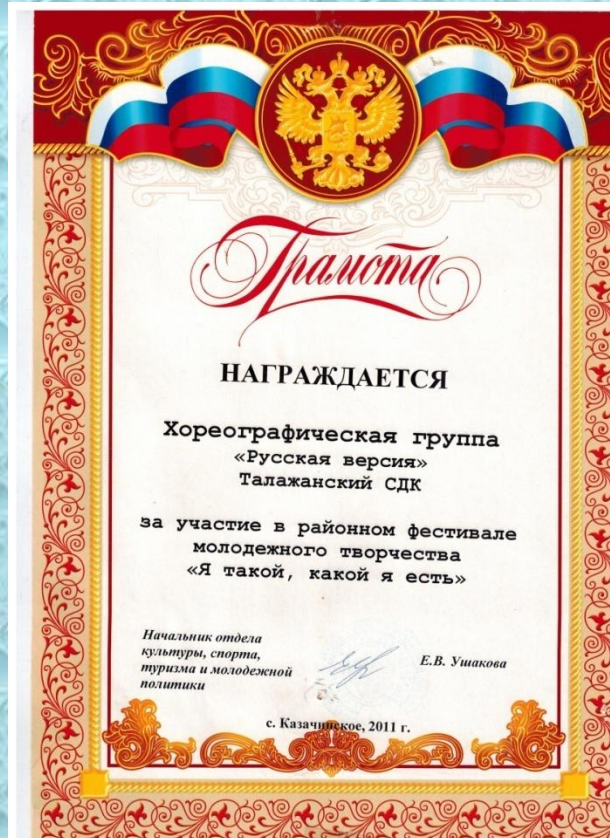 Грамота
НАГРАЖДАЕТСЯ
Хореографическая группа
«Русская версия»
Талажанский СДК
за участие в районном фестивале
молодежного творчества
«Я такой, какой я есть»
Начальник отдела
культуры, спорта,
туризма и молодежной
политики
Е.В. Ушакова
с. Казачинское, 2011 г.